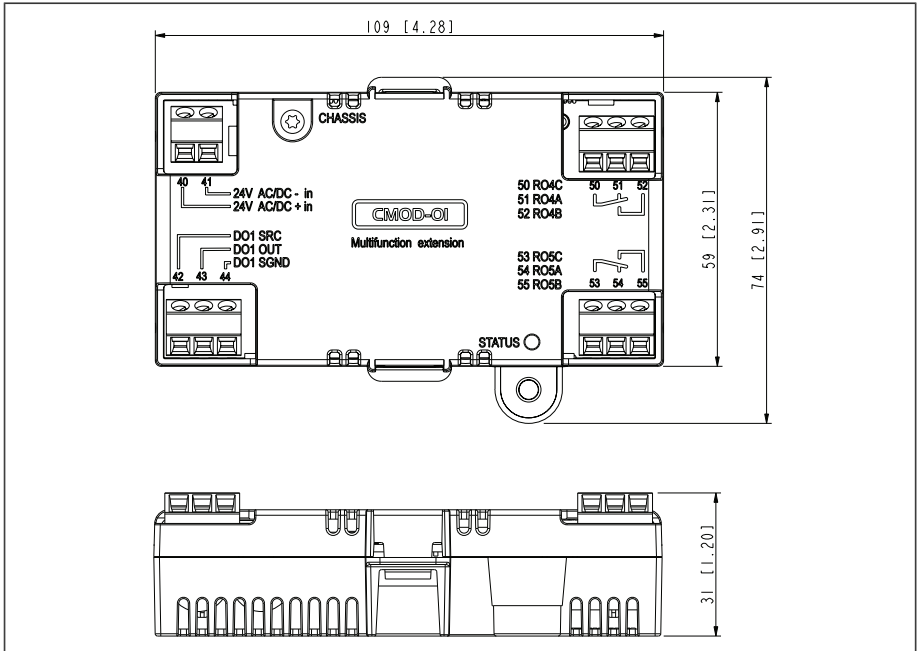 109 [4.28]
CHASSIS
40 41
24V AC/DC - in
24V AC/DC + in
DO1 SRC
DO1 OUT
DO1 SGND
42 43 44
CMOD-01
Multifunction extension
50 RO4C 50 51 52
51 RO4A
52 RO4B
53 RO5C
54 RO5A
55 RO5B 53 54 55
STATUS
59 [2.31]
74 [2.91]
31 [1.20]